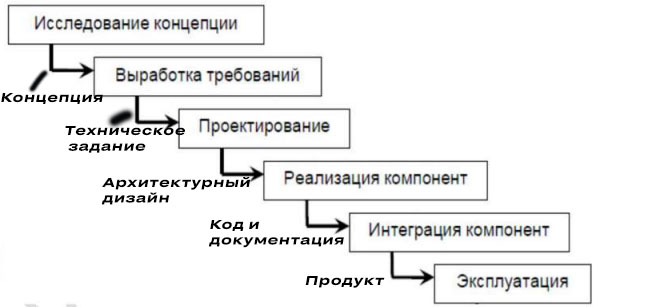 Исследование концепции
Выработка требований
Концепция
Проектирование
Техническое
задание
Реализация компонент
Архитектурный
дизайн
Интеграция компонент
Код и
документация
Эксплуатация
Продукт